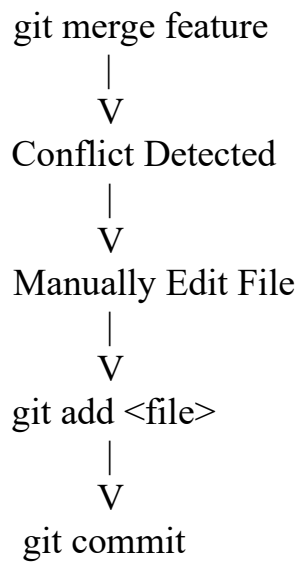 git merge feature
|
V
Conflict Detected
|
V
Manually Edit File
|
V
git add <file>
|
V
git commit